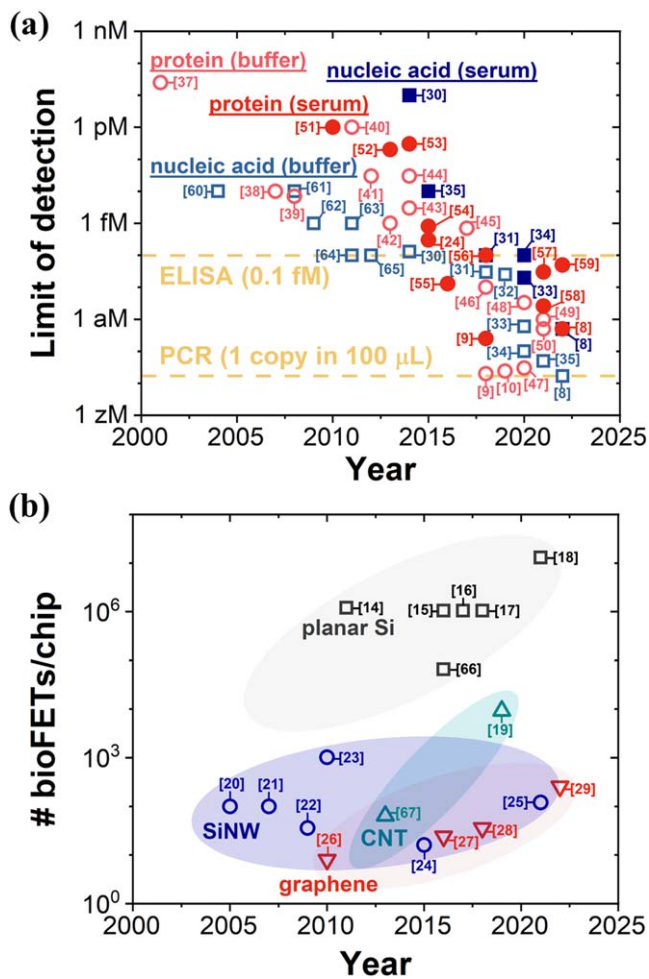 (a)
1 nM
protein (buffer)
[37]
nucleic acid (serum)
[30]
protein (serum)
1 pM
[51]
[40]
[52]
[53]
nucleic acid (buffer)
[44]
[41]
[60]
[38]
[61]
[35]
[39]
[43]
[54]
[45]
1 fM
[62]
[63]
[42]
[24]
[31]
[34]
[57]
[64]
[65]
[30]
[56]
[59]
ELISA (0.1 fM)
[31]
[32]
[33]
[55]
[46]
[48]
[58]
[49]
1 aM
[33]
[50]
[8]
[8]
[9]
PCR (1 copy in 100 μL)
[34]
[35]
[9]
[10]
[47]
[8]
1 zM
2000 2005 2010 2015 2020 2025
Year
Limit of detection
(b)
[18]
10⁶
[14]
[15]
[16]
[17]
planar Si
[66]
[19]
10³
[23]
[20]
[21]
[22]
[67]
[25]
[29]
SiNW
CNT
[26]
[27]
[28]
[24]
graphene
10⁰
2000 2005 2010 2015 2020 2025
Year
# bioFETs/chip